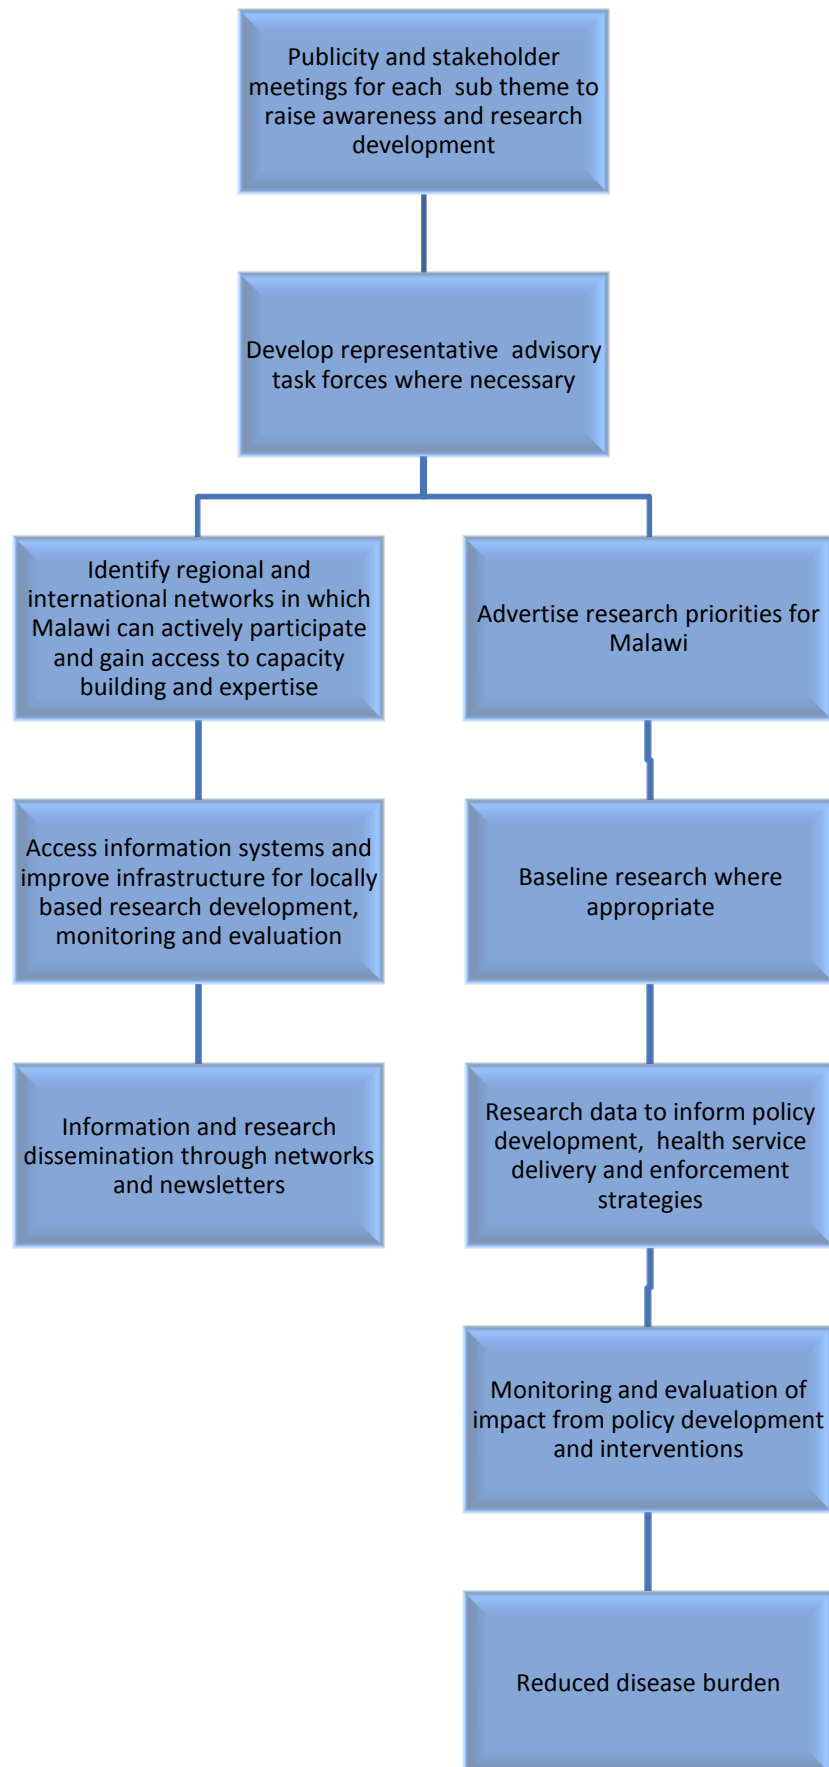 Publicity and stakeholder
meetings for each sub theme to
raise awareness and research
development
Develop representative advisory
task forces where necessary
Identify regional and
international networks in which
Malawi can actively participate
and gain access to capacity
building and expertise
Advertise research priorities for
Malawi
Access information systems and
improve infrastructure for locally
based research development,
monitoring and evaluation
Baseline research where
appropriate
Information and research
dissemination through networks
and newsletters
Research data to inform policy
development, health service
delivery and enforcement
strategies
Monitoring and evaluation of
impact from policy development
and interventions
Reduced disease burden